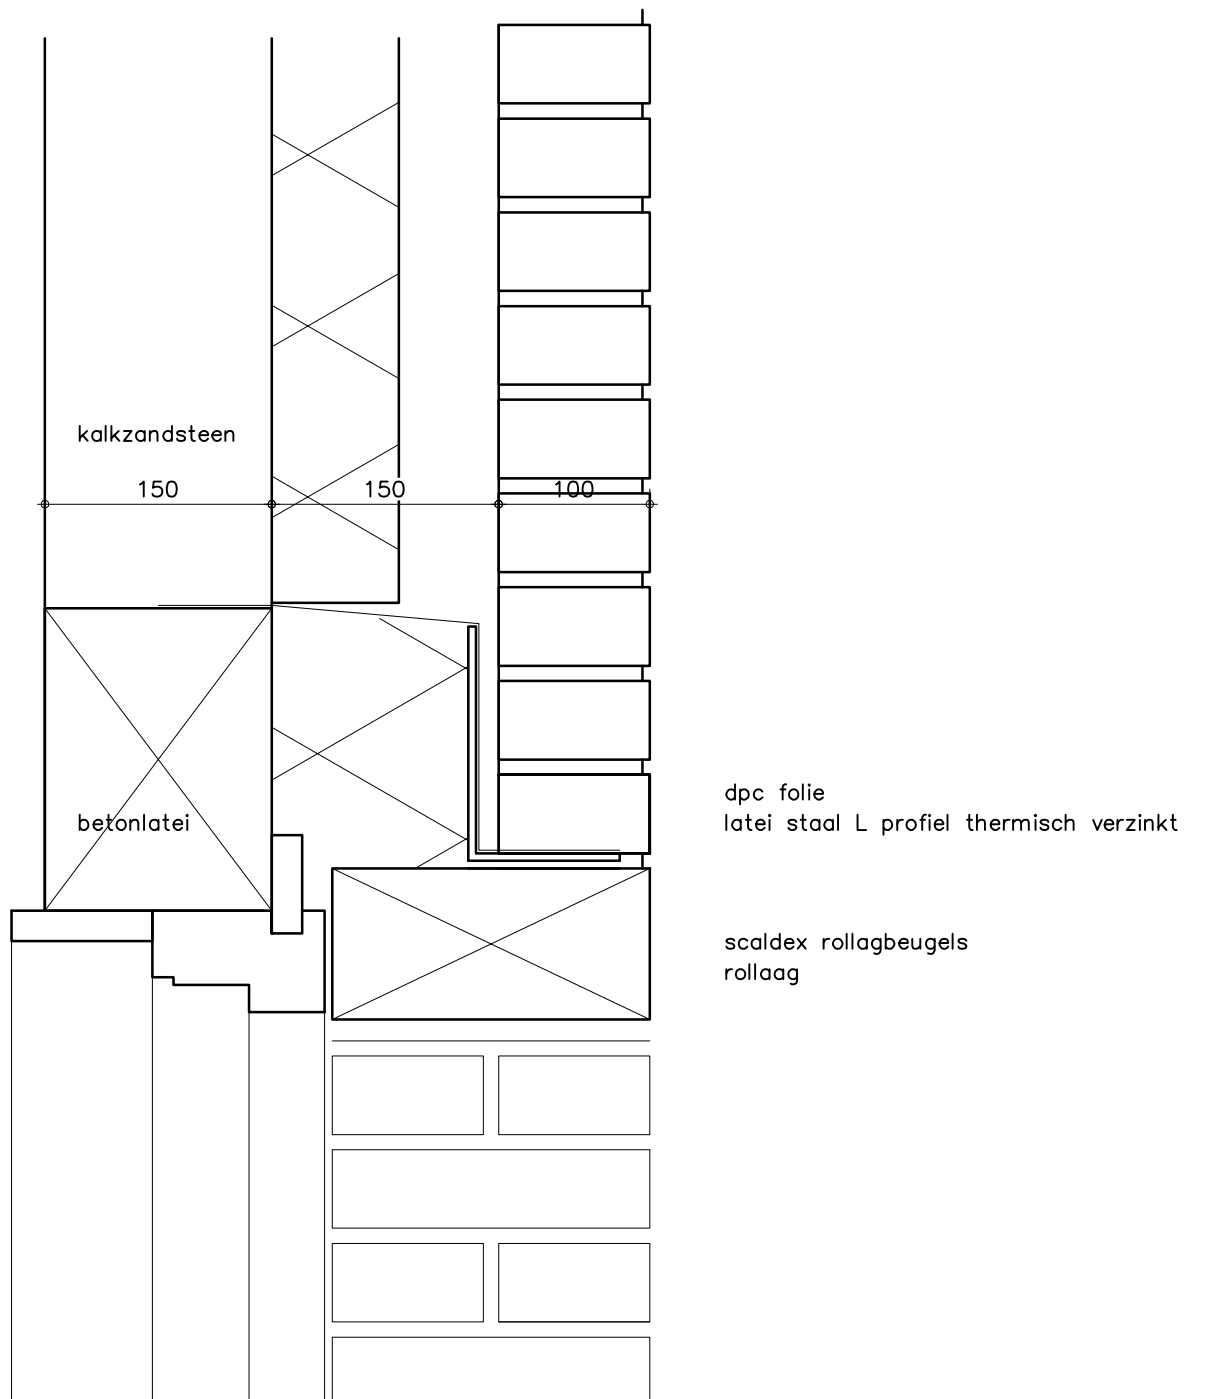 kalkzandsteen
150 150 100
dpc folie
betonlatei
latei staal L profiel thermisch verzinkt
scaldex rollagbeugels
rollaag